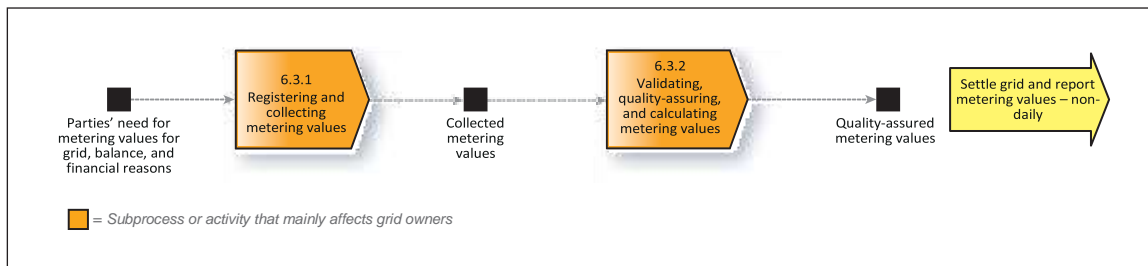 Parties' need for
metering values for
grid, balance, and
financial reasons
6.3.1
Registering and
collecting
metering values
Collected
metering
values
6.3.2
Validating,
quality-assuring,
and calculating
metering values
Quality-assured
metering values
Settle grid and report
metering values – non-
daily
= Subprocess or activity that mainly affects grid owners